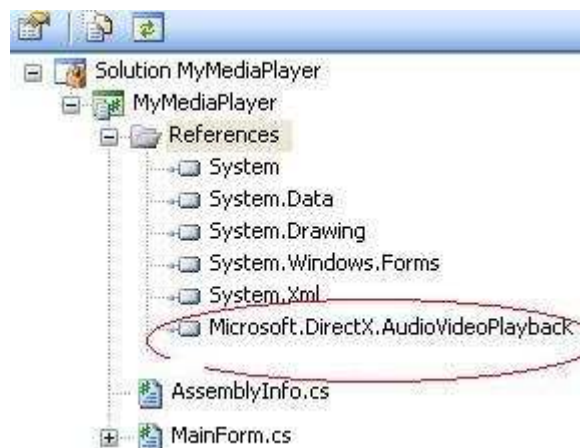 Solution MyMediaPlayer
MyMediaPlayer
References
System
System.Data
System.Drawing
System.Windows.Forms
System.Xml
Microsoft.DirectX.AudioVideoPlayback
AssemblyInfo.cs
MainForm.cs